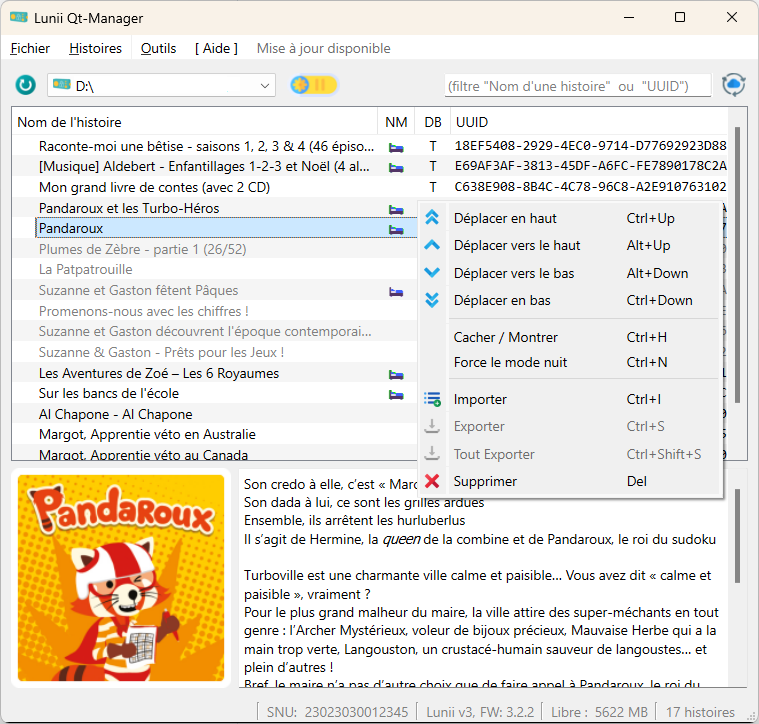 Lunii Qt-Manager
Fichier Histoires Outils [ Aide ] Mise à jour disponible
D:\ (filtre "Nom d'une histoire" ou "UUID")
Nom de l'histoire NM DB UUID
Raconte-moi une bêtise - saisons 1, 2, 3 & 4 (46 épiso... T 18EF5408-2929-4EC0-9714-D77692923D88
[Musique] Aldebert - Enfantillages 1-2-3 et Noël (4 al... T E69AF3AF-3813-45DF-A6FC-FE7890178C2A
Mon grand livre de contes (avec 2 CD) T C638E908-8B4C-4C78-96C8-A2E910763102
Pandaroux et les Turbo-Héros
Pandaroux
Plumes de Zèbre - partie 1 (26/52)
La Patpatrouille
Suzanne et Gaston fêtent Pâques
Promenons-nous avec les chiffres !
Suzanne et Gaston découvrent l'époque contemporai...
Suzanne & Gaston - Prêts pour les Jeux !
Les Aventures de Zoé – Les 6 Royaumes
Sur les bancs de l'école
Al Chapone - Al Chapone
Margot, Apprentie véto en Australie
Margot, Apprentie véto au Canada
Déplacer en haut Ctrl+Up
Déplacer vers le haut Alt+Up
Déplacer vers le bas Alt+Down
Déplacer en bas Ctrl+Down
Cacher / Montrer Ctrl+H
Force le mode nuit Ctrl+N
Importer Ctrl+I
Exporter Ctrl+S
Tout Exporter Ctrl+Shift+S
Supprimer Del
PANDAROUX
Son credo à elle, c'est « Marc
Son dada à lui, ce sont les grilles ardues
Ensemble, ils arrêtent les hurluberlus
Il s'agit de Hermine, la queen de la combine et de Pandaroux, le roi du sudoku
Turboville est une charmante ville calme et paisible... Vous avez dit « calme et
paisible », vraiment ?
Pour le plus grand malheur du maire, la ville attire des super-méchants en tout
genre : l'Archer Mystérieux, voleur de bijoux précieux, Mauvaise Herbe qui a la
main trop verte, Langouston, un crustacé-humain sauveur de langoustes... et
plein d'autres !
Bref, le maire n'a pas d'autre choix que de faire appel à Pandaroux, le roi du
SNU: 23023030012345 Lunii v3, FW: 3.2.2 Libre : 5622 MB 17 histoires